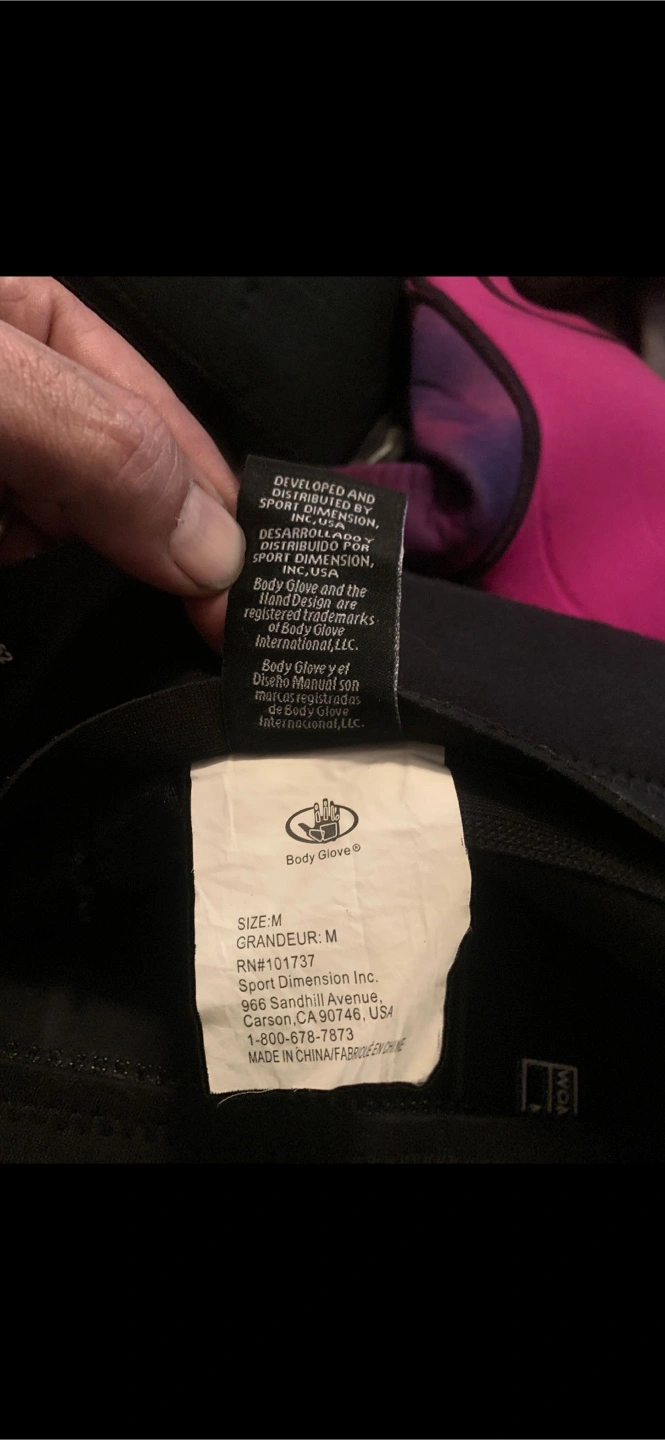 DEVELOPED AND
DISTRIBUTED BY
SPORT DIMENSION,
INC,USA
DESARROLLADO Y
DISTRIBUIDO POR
SPORT DIMENSION,
INC,USA
Body Glove and the
Hand Design are
registered trademarks
of Body Glove
International,LLC.
Body Glove y el
Diseño Manual son
marcas registradas
de Body Glove
Internacional,LLC.
Body Glove®
SIZE:M
GRANDEUR: M
RN#101737
Sport Dimension Inc.
966 Sandhill Avenue,
Carson,CA 90746, USA
1-800-678-7873
MADE IN CHINA/FABRIQUÉ EN CHINE